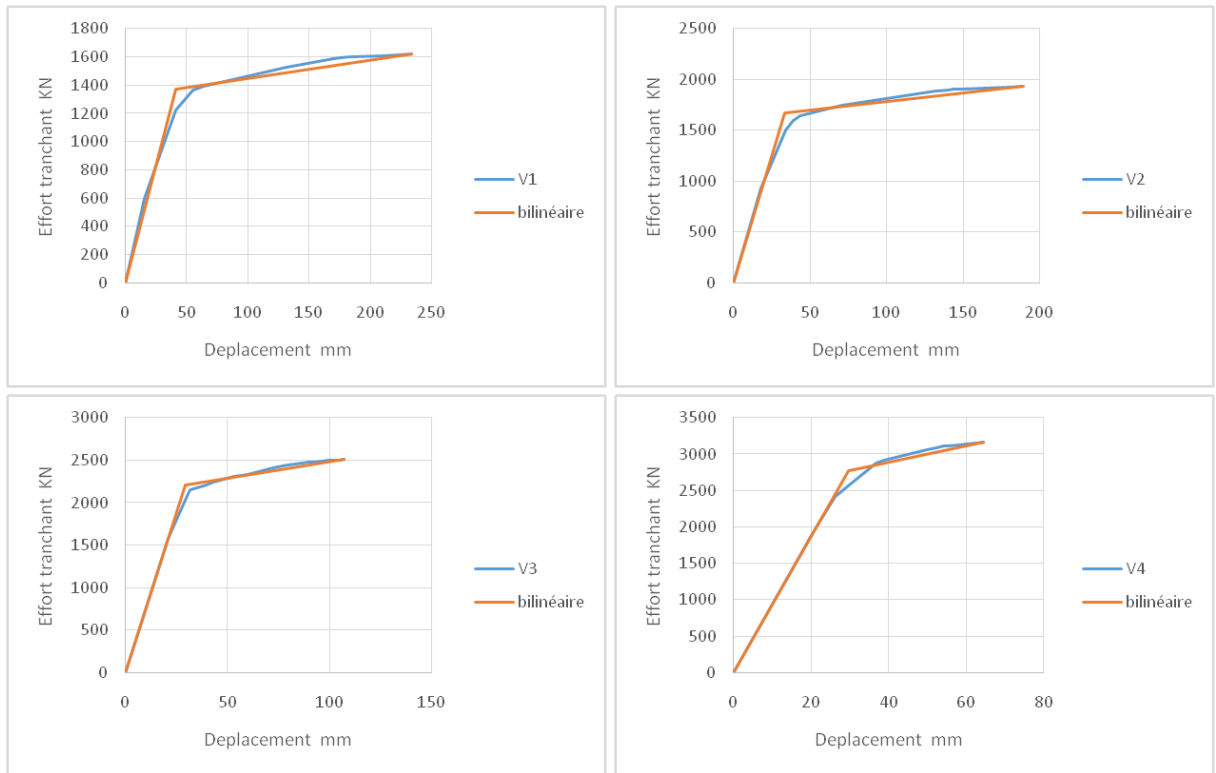 1800
1600
1400
1200
1000
800
600
400
200
0
Effort tranchant KN
0 50 100 150 200 250
Deplacement mm
V1
bilinéaire
2500
2000
1500
1000
500
0
Effort tranchant KN
0 50 100 150 200
Deplacement mm
V2
bilinéaire
3000
2500
2000
1500
1000
500
0
Effort tranchant KN
0 50 100 150
Deplacement mm
V3
bilinéaire
3500
3000
2500
2000
1500
1000
500
0
Effort tranchant KN
0 20 40 60 80
Deplacement mm
V4
bilinéaire